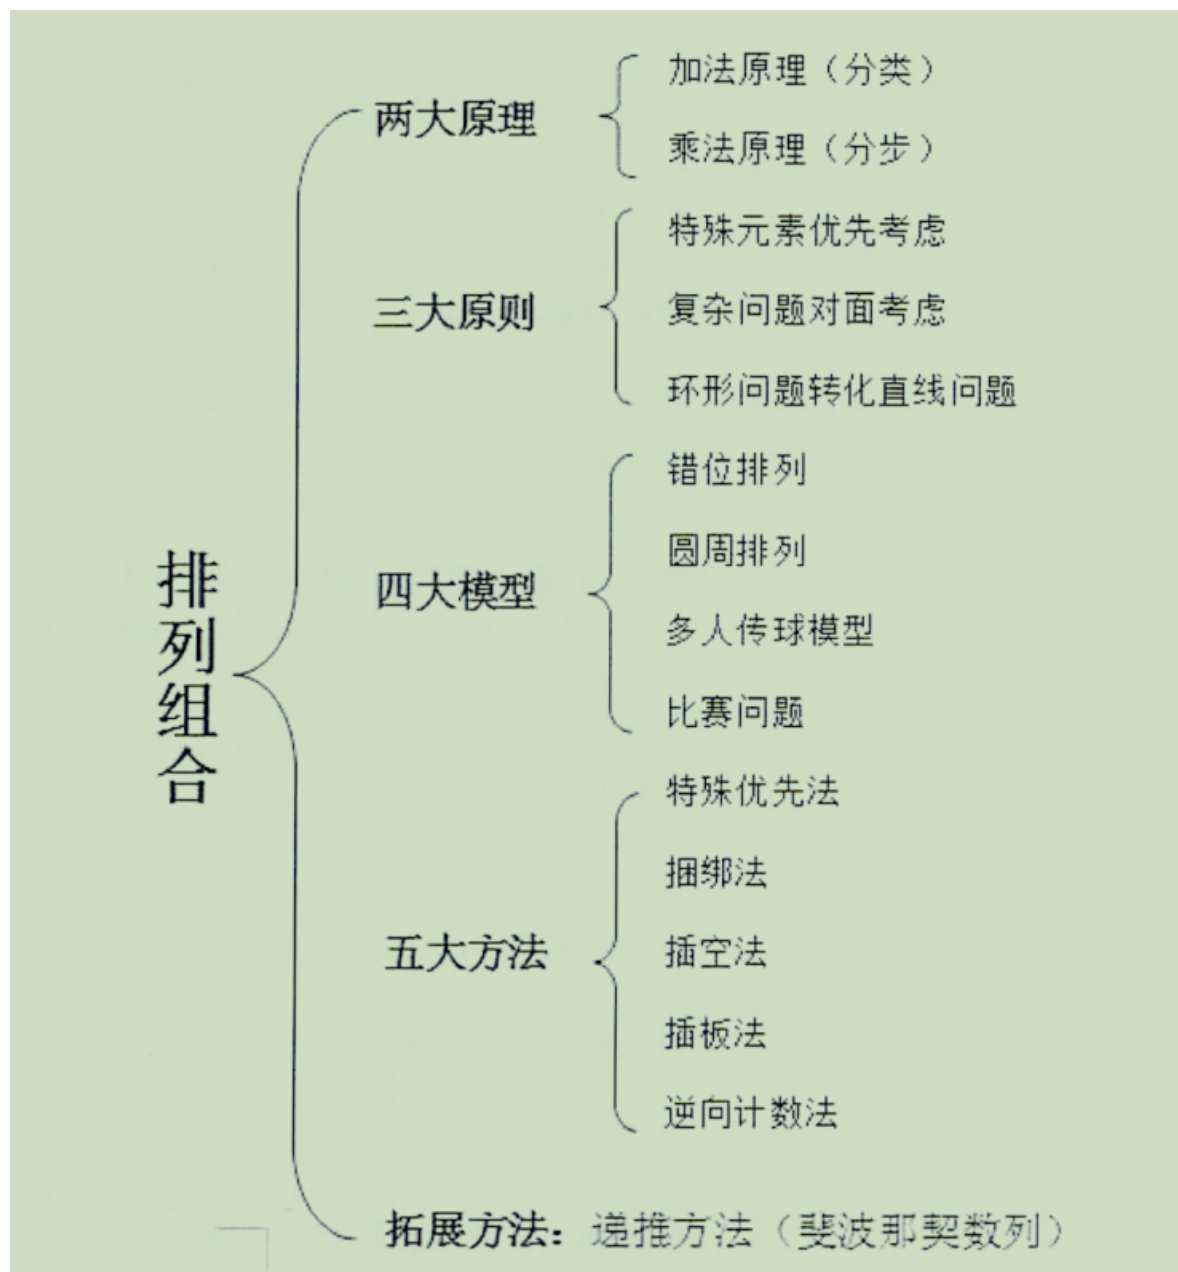 排列组合
两大原理
加法原理（分类）
乘法原理（分步）
三大原则
特殊元素优先考虑
复杂问题对面考虑
环形问题转化直线问题
四大模型
错位排列
圆周排列
多人传球模型
比赛问题
五大方法
特殊优先法
捆绑法
插空法
插板法
逆向计数法
拓展方法：递推方法（斐波那契数列）